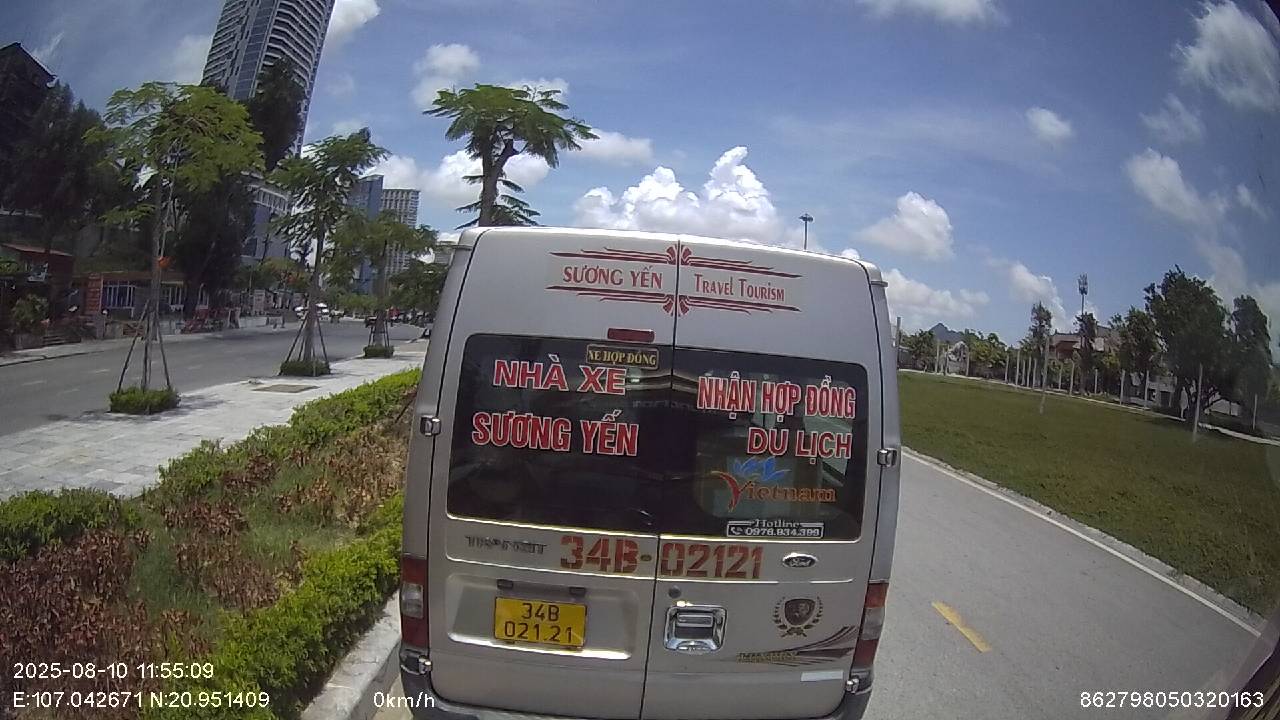 SƯƠNG YẾN
TRAVEL TOURISM
XE HỢP ĐỒNG
NHÀ XE
SƯƠNG YẾN
NHẬN HỢP ĐỒNG
DU LỊCH
Vietnam
Hotline
0976.934.399
TRANSIT
34B-02121
Ford
34B
021.21
2025-08-10 11:55:09
E:107.042671 N:20.951409
0km/h
862798050320163